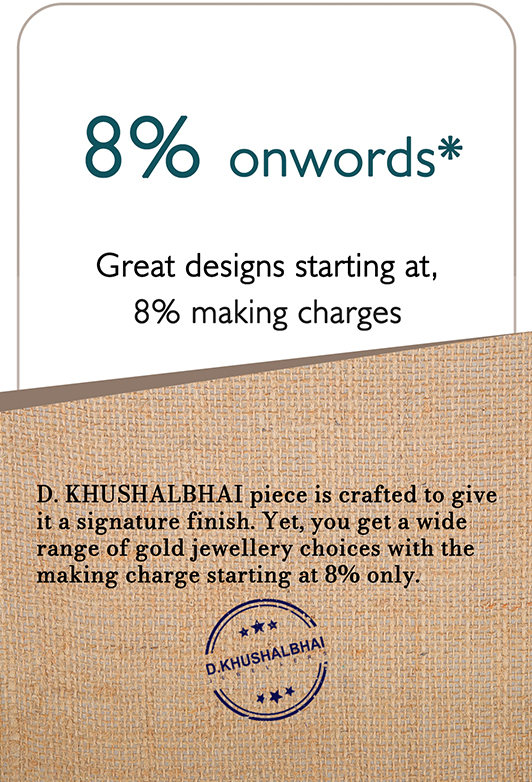 8% onwords*
Great designs starting at,
8% making charges
D. KHUSHALBHAI piece is crafted to give
it a signature finish. Yet, you get a wide
range of gold jewellery choices with the
making charge starting at 8% only.
D.KHUSHALBHAI